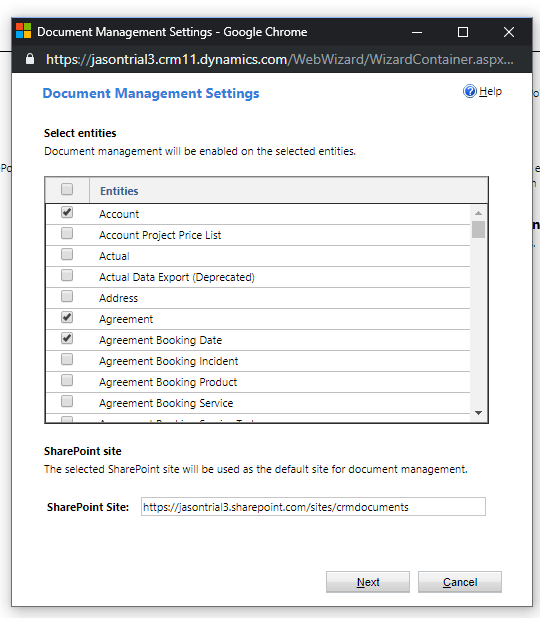 Document Management Settings - Google Chrome
https://jasontrial3.crm11.dynamics.com/WebWizard/WizardContainer.aspx...
Document Management Settings
Help
Select entities
Document management will be enabled on the selected entities.
Entities
Account
Account Project Price List
Actual
Actual Data Export (Deprecated)
Address
Agreement
Agreement Booking Date
Agreement Booking Incident
Agreement Booking Product
Agreement Booking Service
SharePoint site
The selected SharePoint site will be used as the default site for document management.
SharePoint Site: https://jasontrial3.sharepoint.com/sites/crmdocuments
Next
Cancel